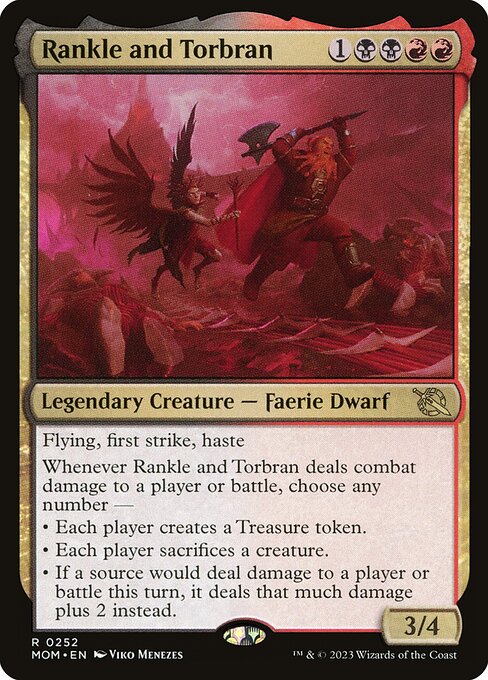 Rankle and Torbran 1
Legendary Creature — Faerie Dwarf
Flying, first strike, haste
Whenever Rankle and Torbran deals combat
damage to a player or battle, choose any
number —
• Each player creates a Treasure token.
• Each player sacrifices a creature.
• If a source would deal damage to a player or
battle this turn, it deals that much damage
plus 2 instead.
3/4
R 0252
MOM • EN Viko Menezes
™ & © 2023 Wizards of the Coast